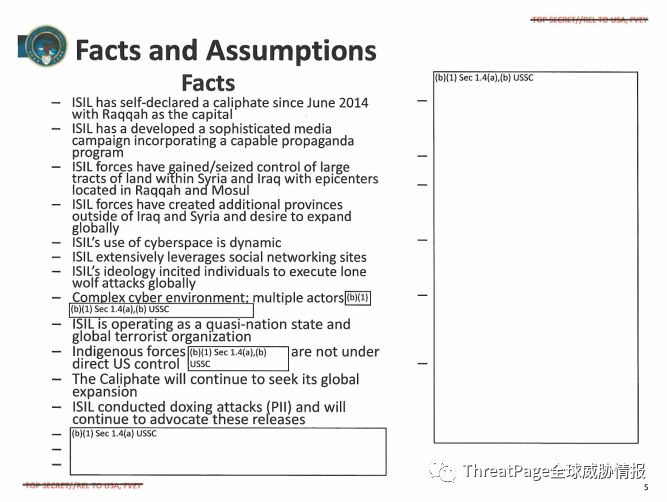 TOP SECRET//REL TO USA, FVEY
Facts and Assumptions
Facts
– ISIL has self-declared a caliphate since June 2014
with Raqqah as the capital
– ISIL has a developed a sophisticated media
campaign incorporating a capable propaganda
program
– ISIL forces have gained/seized control of large
tracts of land within Syria and Iraq with epicenters
located in Raqqah and Mosul
– ISIL forces have created additional provinces
outside of Iraq and Syria and desire to expand
globally
– ISIL's use of cyberspace is dynamic
– ISIL extensively leverages social networking sites
– ISIL's ideology incited individuals to execute lone
wolf attacks globally
– Complex cyber environment; multiple actors (b)(1)
(b)(1) Sec 1.4(a),(b) USSC
– ISIL is operating as a quasi-nation state and
global terrorist organization
– Indigenous forces (b)(1) Sec 1.4(a),(b) are not under
direct US control USSC
– The Caliphate will continue to seek its global
expansion
– ISIL conducted doxing attacks (PII) and will
continue to advocate these releases
– (b)(1) Sec 1.4(a) USSC
–
–
(b)(1) Sec 1.4(a),(b) USSC
–
–
–
–
–
–
ThreatPage全球威胁情报
TOP SECRET//REL TO USA, FVEY
5